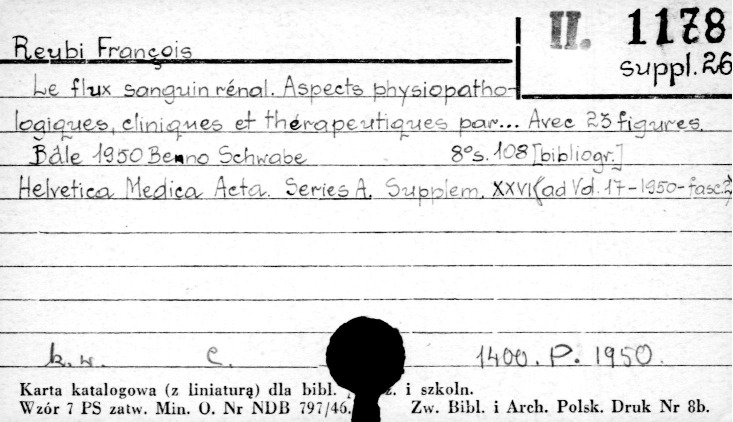 II. 1178
suppl. 26
Reubi François
Le flux sanguin rénal. Aspects physiopatho-
logiques, cliniques et thérapeutiques par... Avec 23 figures.
Bâle 1950 Benno Schwabe 8° s. 108 [bibliogr.]
Helvetica Medica Acta. Series A. Supplem. XXVI (ad Vol. 17-1950-fasc. 2)
k.w. C. 1400. P. 1950.
Karta katalogowa (z liniaturą) dla bibl. i szkoln.
Wzór 7 PS zatw. Min. O. Nr NDB 797/46. Zw. Bibl. i Arch. Polsk. Druk Nr 8b.